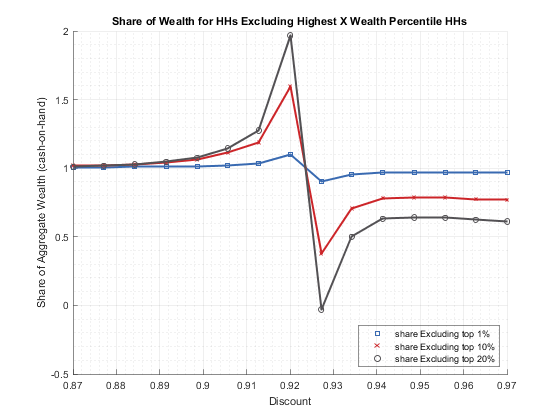 Share of Wealth for HHs Excluding Highest X Wealth Percentile HHs
2
1.5
1
0.5
0
-0.5
Share of Aggregate Wealth (cash-on-hand)
share Excluding top 1%
share Excluding top 10%
share Excluding top 20%
0.87 0.88 0.89 0.9 0.91 0.92 0.93 0.94 0.95 0.96 0.97
Discount